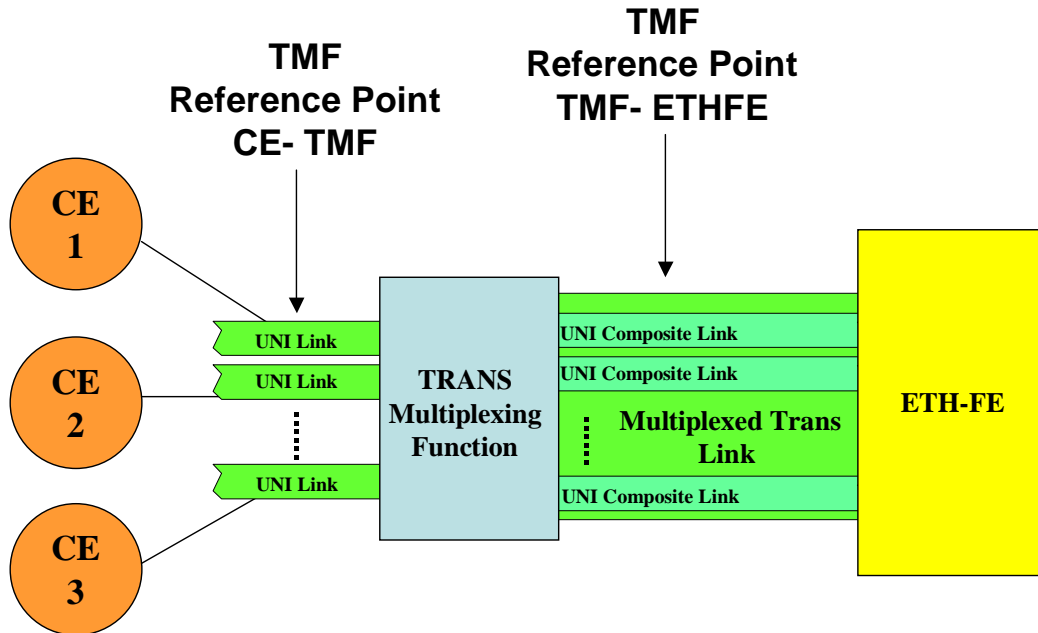 TMF
Reference Point
CE- TMF
TMF
Reference Point
TMF- ETHFE
CE
1
CE
2
CE
3
UNI Link
UNI Link
UNI Link
TRANS
Multiplexing
Function
UNI Composite Link
UNI Composite Link
Multiplexed Trans
Link
UNI Composite Link
ETH-FE